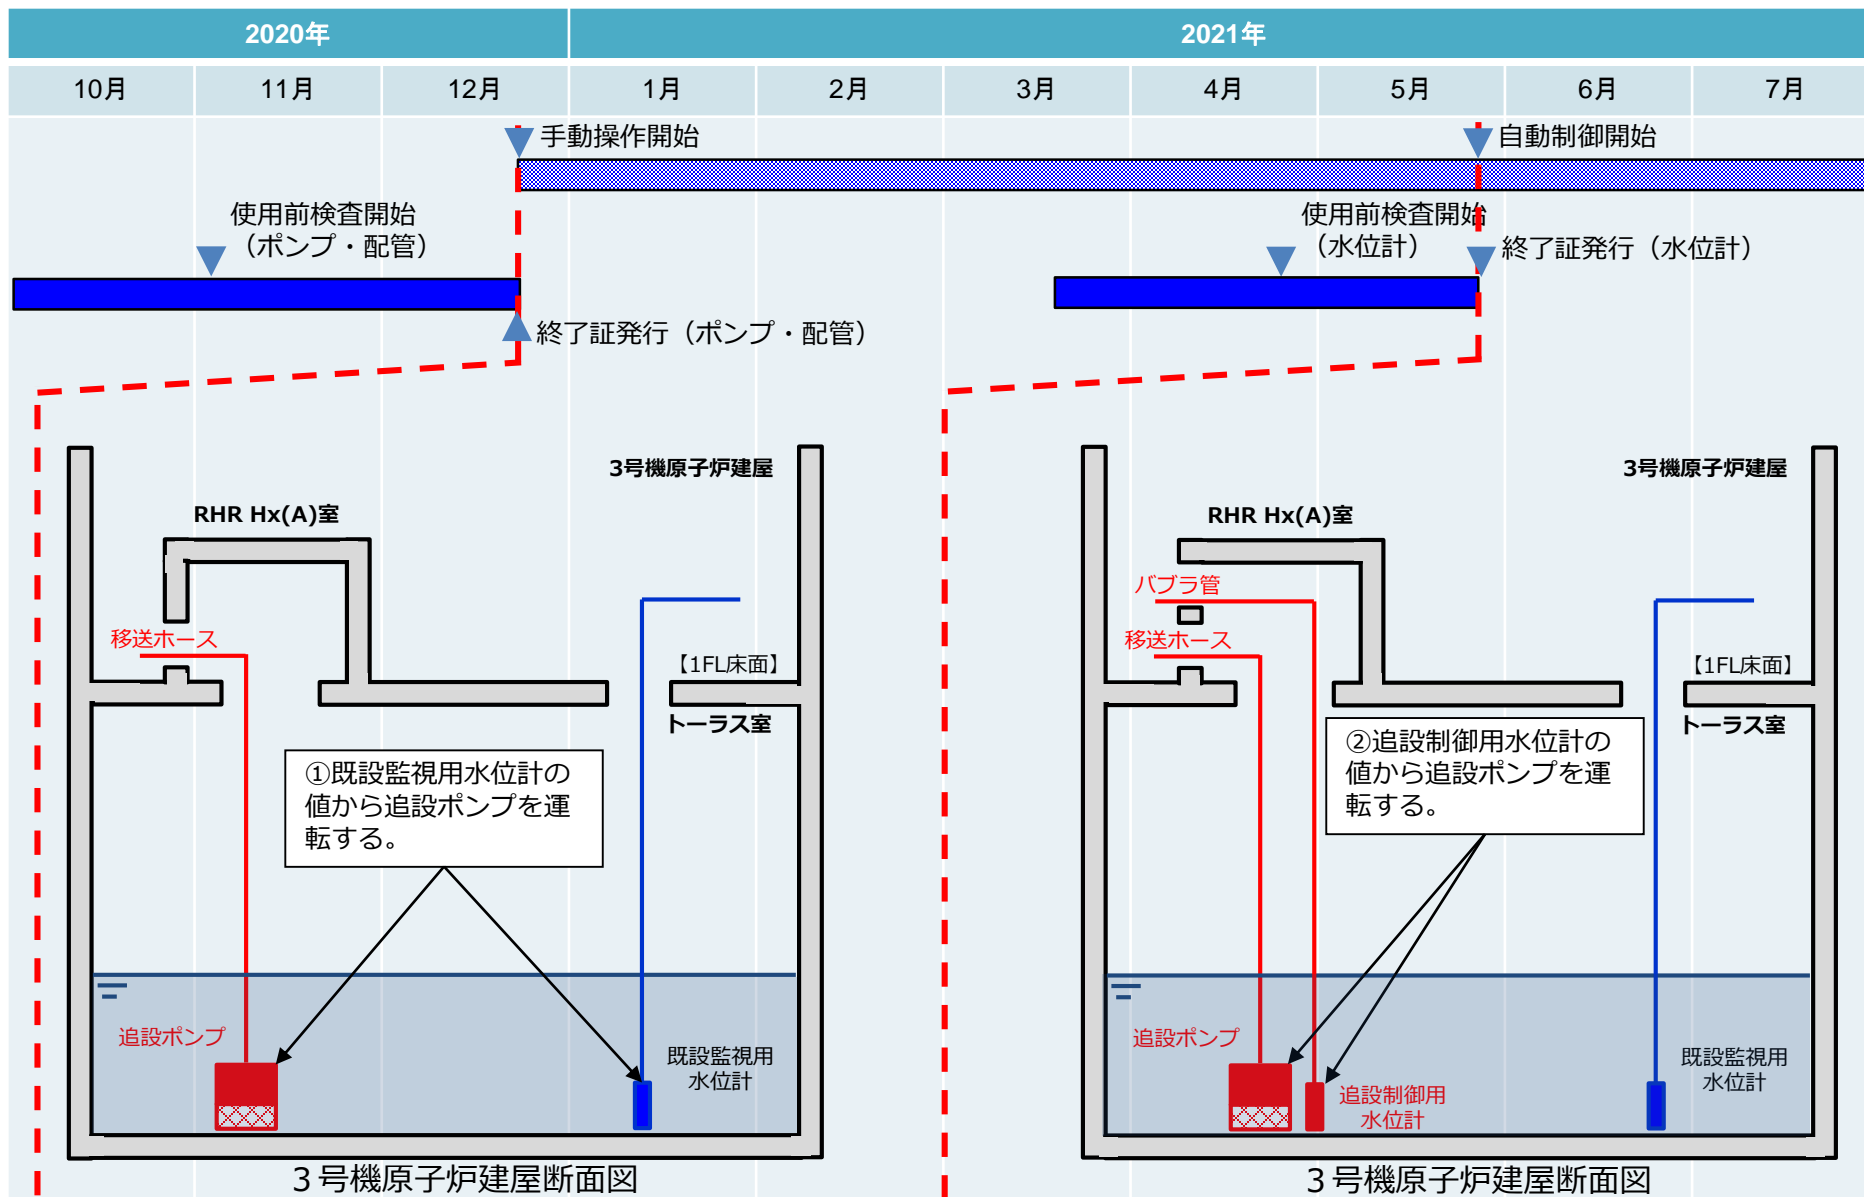 2020年
2021年
10月
11月
12月
1月
2月
3月
4月
5月
6月
7月
手動操作開始
自動制御開始
使用前検査開始
（ポンプ・配管）
使用前検査開始
（水位計）
終了証発行（水位計）
終了証発行（ポンプ・配管）
3号機原子炉建屋
RHR Hx(A)室
移送ホース
【1FL床面】
トーラス室
①既設監視用水位計の
値から追設ポンプを運
転する。
追設ポンプ
既設監視用
水位計
３号機原子炉建屋断面図
3号機原子炉建屋
RHR Hx(A)室
バブラ管
移送ホース
【1FL床面】
トーラス室
②追設制御用水位計の
値から追設ポンプを運
転する。
追設ポンプ
追設制御用
水位計
既設監視用
水位計
３号機原子炉建屋断面図